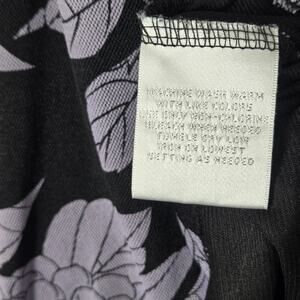 MACHINE WASH WARM
WITH LIKE COLORS
USE ONLY NON-CHLORINE
BLEACH WHEN NEEDED
TUMBLE DRY LOW
IRON ON LOWEST
SETTING AS NEEDED